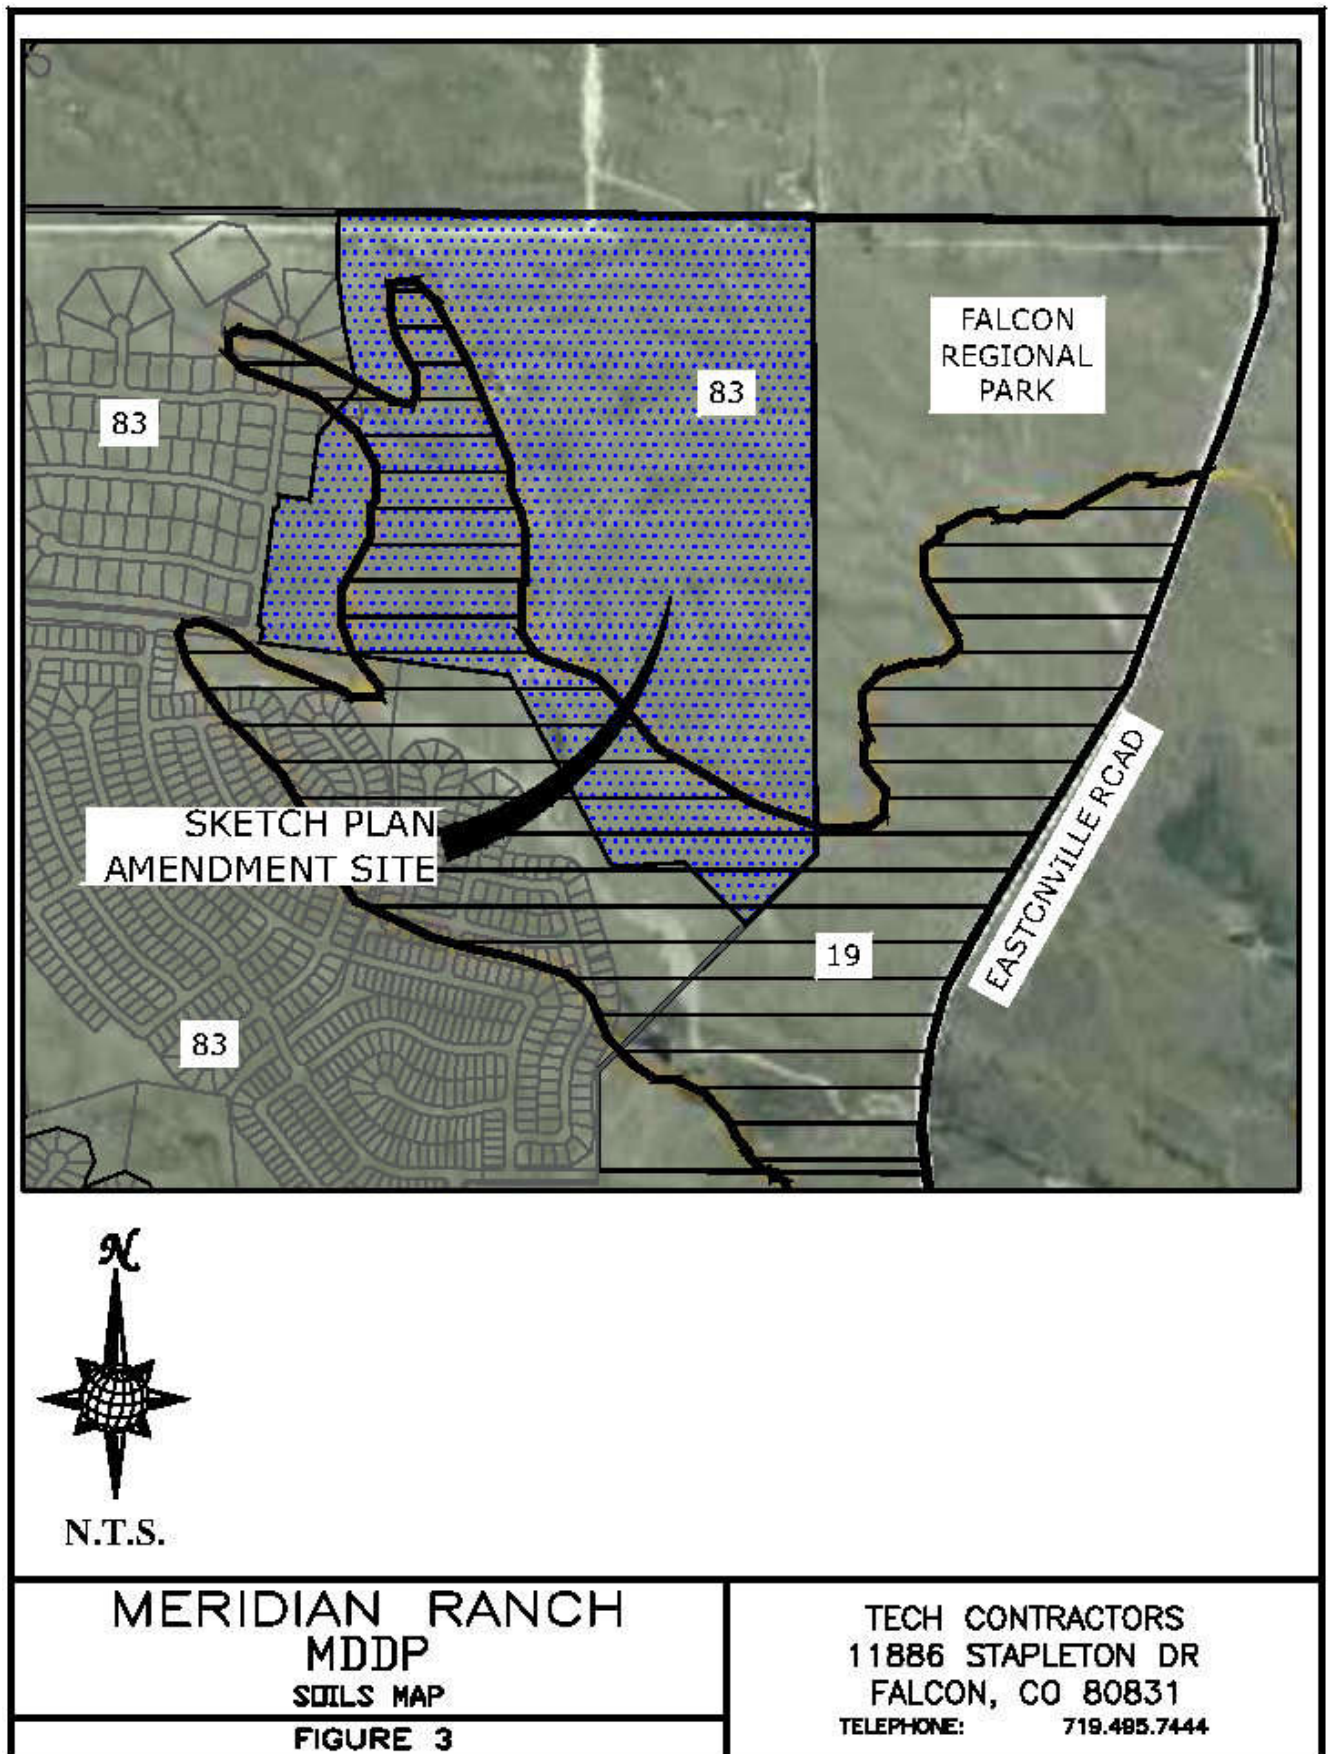 FALCON
REGIONAL
PARK
83
83
SKETCH PLAN
AMENDMENT SITE
EASTONVILLE ROAD
19
83
N
N.T.S.
MERIDIAN RANCH
MDDP
SOILS MAP
FIGURE 3
TECH CONTRACTORS
11886 STAPLETON DR
FALCON, CO 80831
TELEPHONE: 719.495.7444